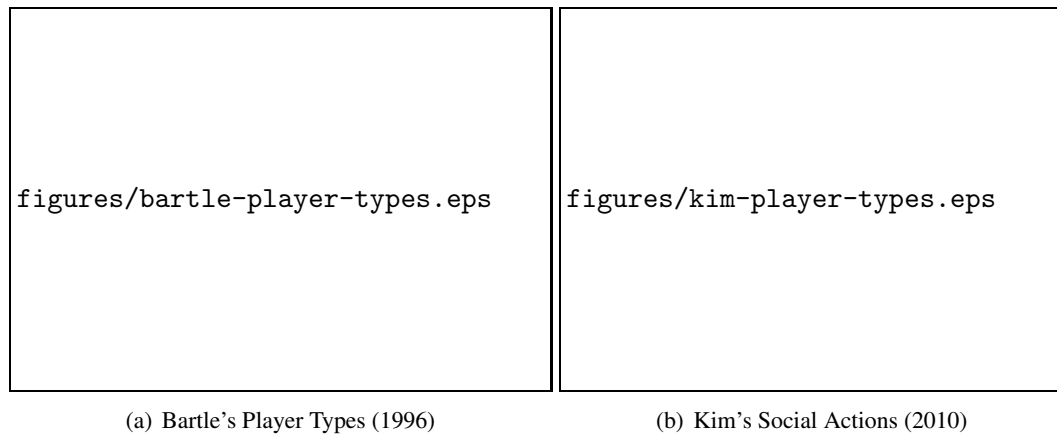 figures/bartle-player-types.eps
figures/kim-player-types.eps
(a) Bartle's Player Types (1996)
(b) Kim's Social Actions (2010)